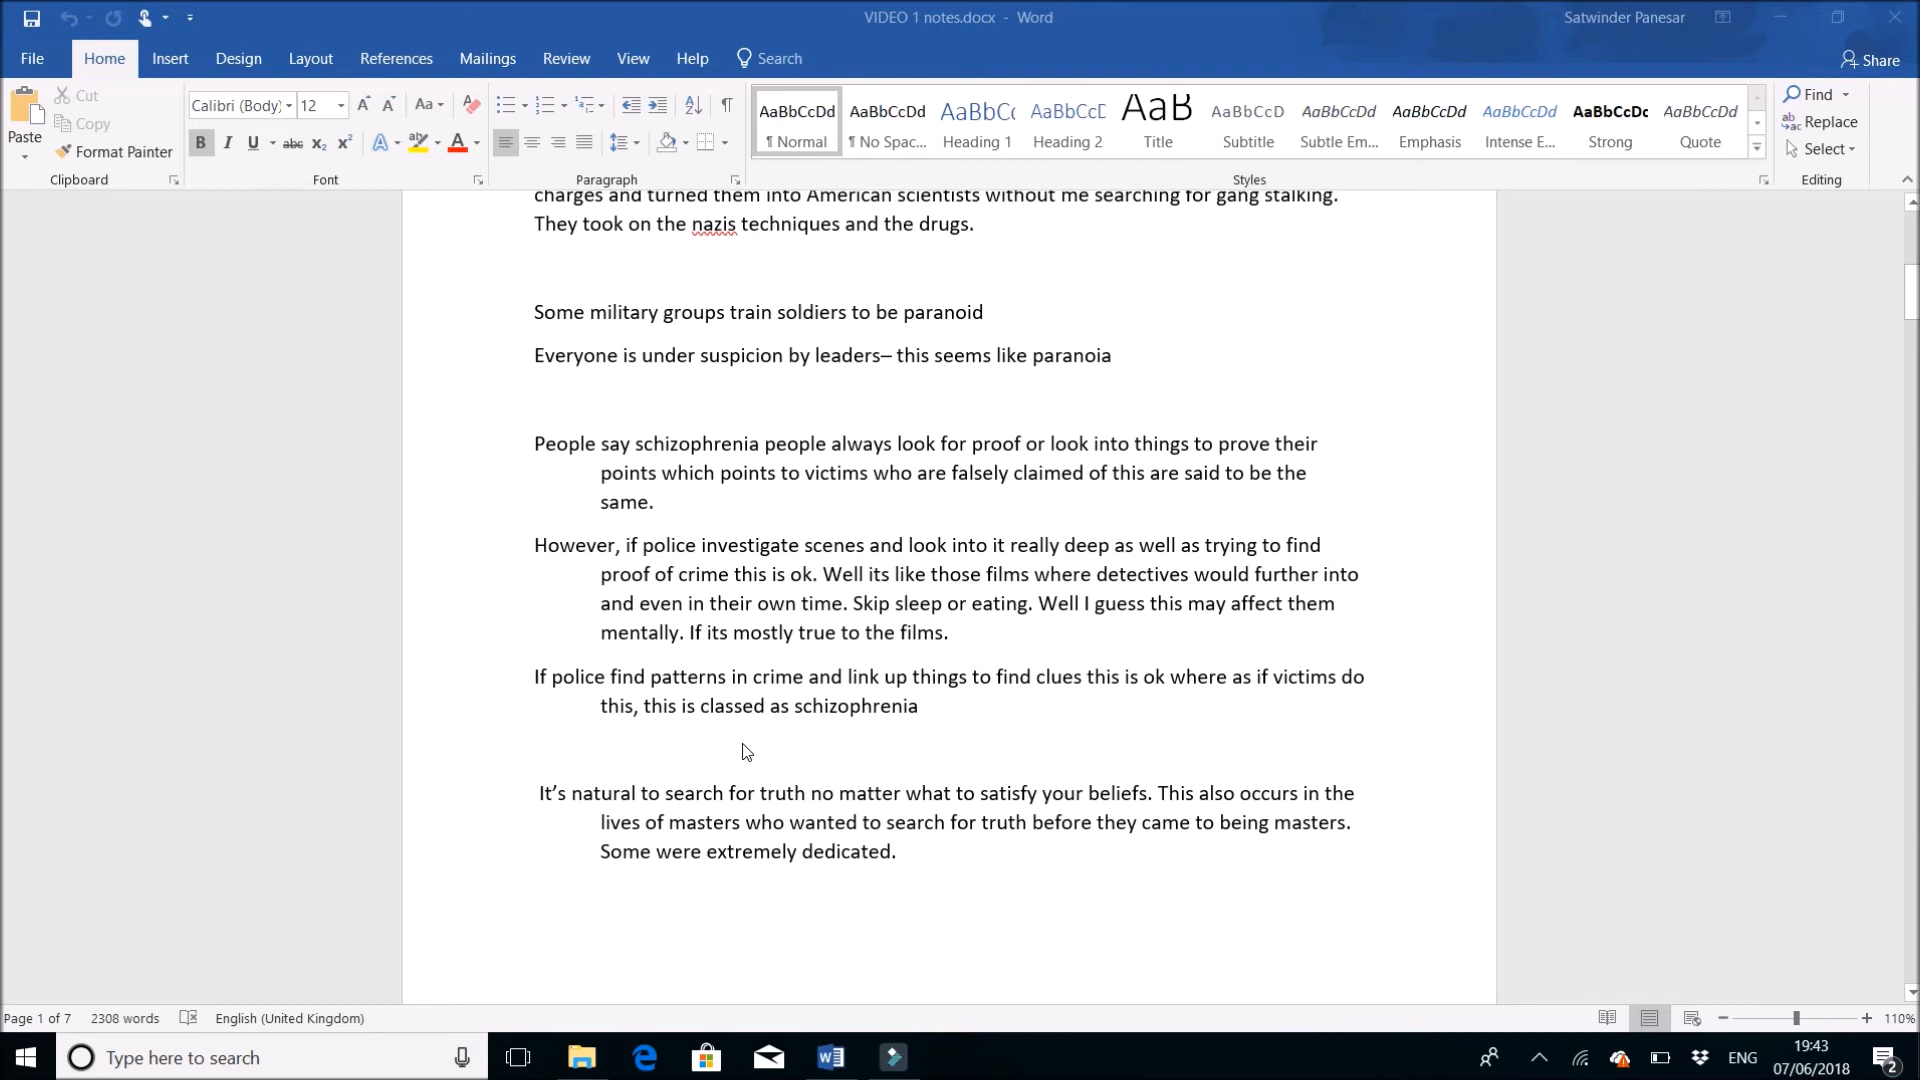 VIDEO 1 notes.docx - Word
Satwinder Panesar
File Home Insert Design Layout References Mailings Review View Help Search
Share
Cut
Copy
Paste
Format Painter
Clipboard
Calibri (Body) 12
Font
Paragraph
AaBbCcDd AaBbCcDd AaBbCc AaBbCcE AaB AaBbCcD AaBbCcDd AaBbCcDd AaBbCcDd AaBbCcDc AaBbCcDd
¶ Normal ¶ No Spac... Heading 1 Heading 2 Title Subtitle Subtle Em... Emphasis Intense E... Strong Quote
Styles
Find
Replace
Select
Editing
charges and turned them into American scientists without me searching for gang stalking.
They took on the nazis techniques and the drugs.
Some military groups train soldiers to be paranoid
Everyone is under suspicion by leaders– this seems like paranoia
People say schizophrenia people always look for proof or look into things to prove their
points which points to victims who are falsely claimed of this are said to be the
same.
However, if police investigate scenes and look into it really deep as well as trying to find
proof of crime this is ok. Well its like those films where detectives would further into
and even in their own time. Skip sleep or eating. Well I guess this may affect them
mentally. If its mostly true to the films.
If police find patterns in crime and link up things to find clues this is ok where as if victims do
this, this is classed as schizophrenia
It’s natural to search for truth no matter what to satisfy your beliefs. This also occurs in the
lives of masters who wanted to search for truth before they came to being masters.
Some were extremely dedicated.
Page 1 of 7 2308 words English (United Kingdom) 110%
Type here to search
ENG
19:43
07/06/2018
2